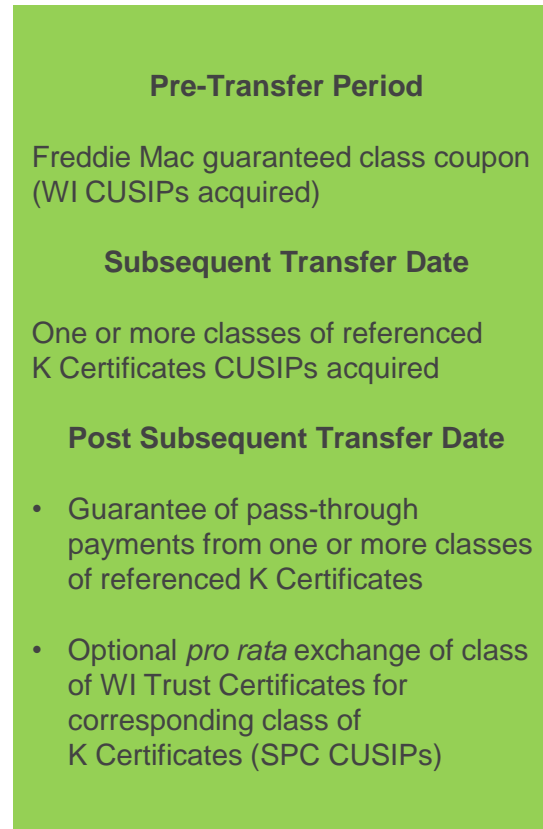 Pre-Transfer Period
Freddie Mac guaranteed class coupon
(WI CUSIPs acquired)
Subsequent Transfer Date
One or more classes of referenced
K Certificates CUSIPs acquired
Post Subsequent Transfer Date
• Guarantee of pass-through
payments from one or more classes
of referenced K Certificates
• Optional pro rata exchange of class
of WI Trust Certificates for
corresponding class of
K Certificates (SPC CUSIPs)